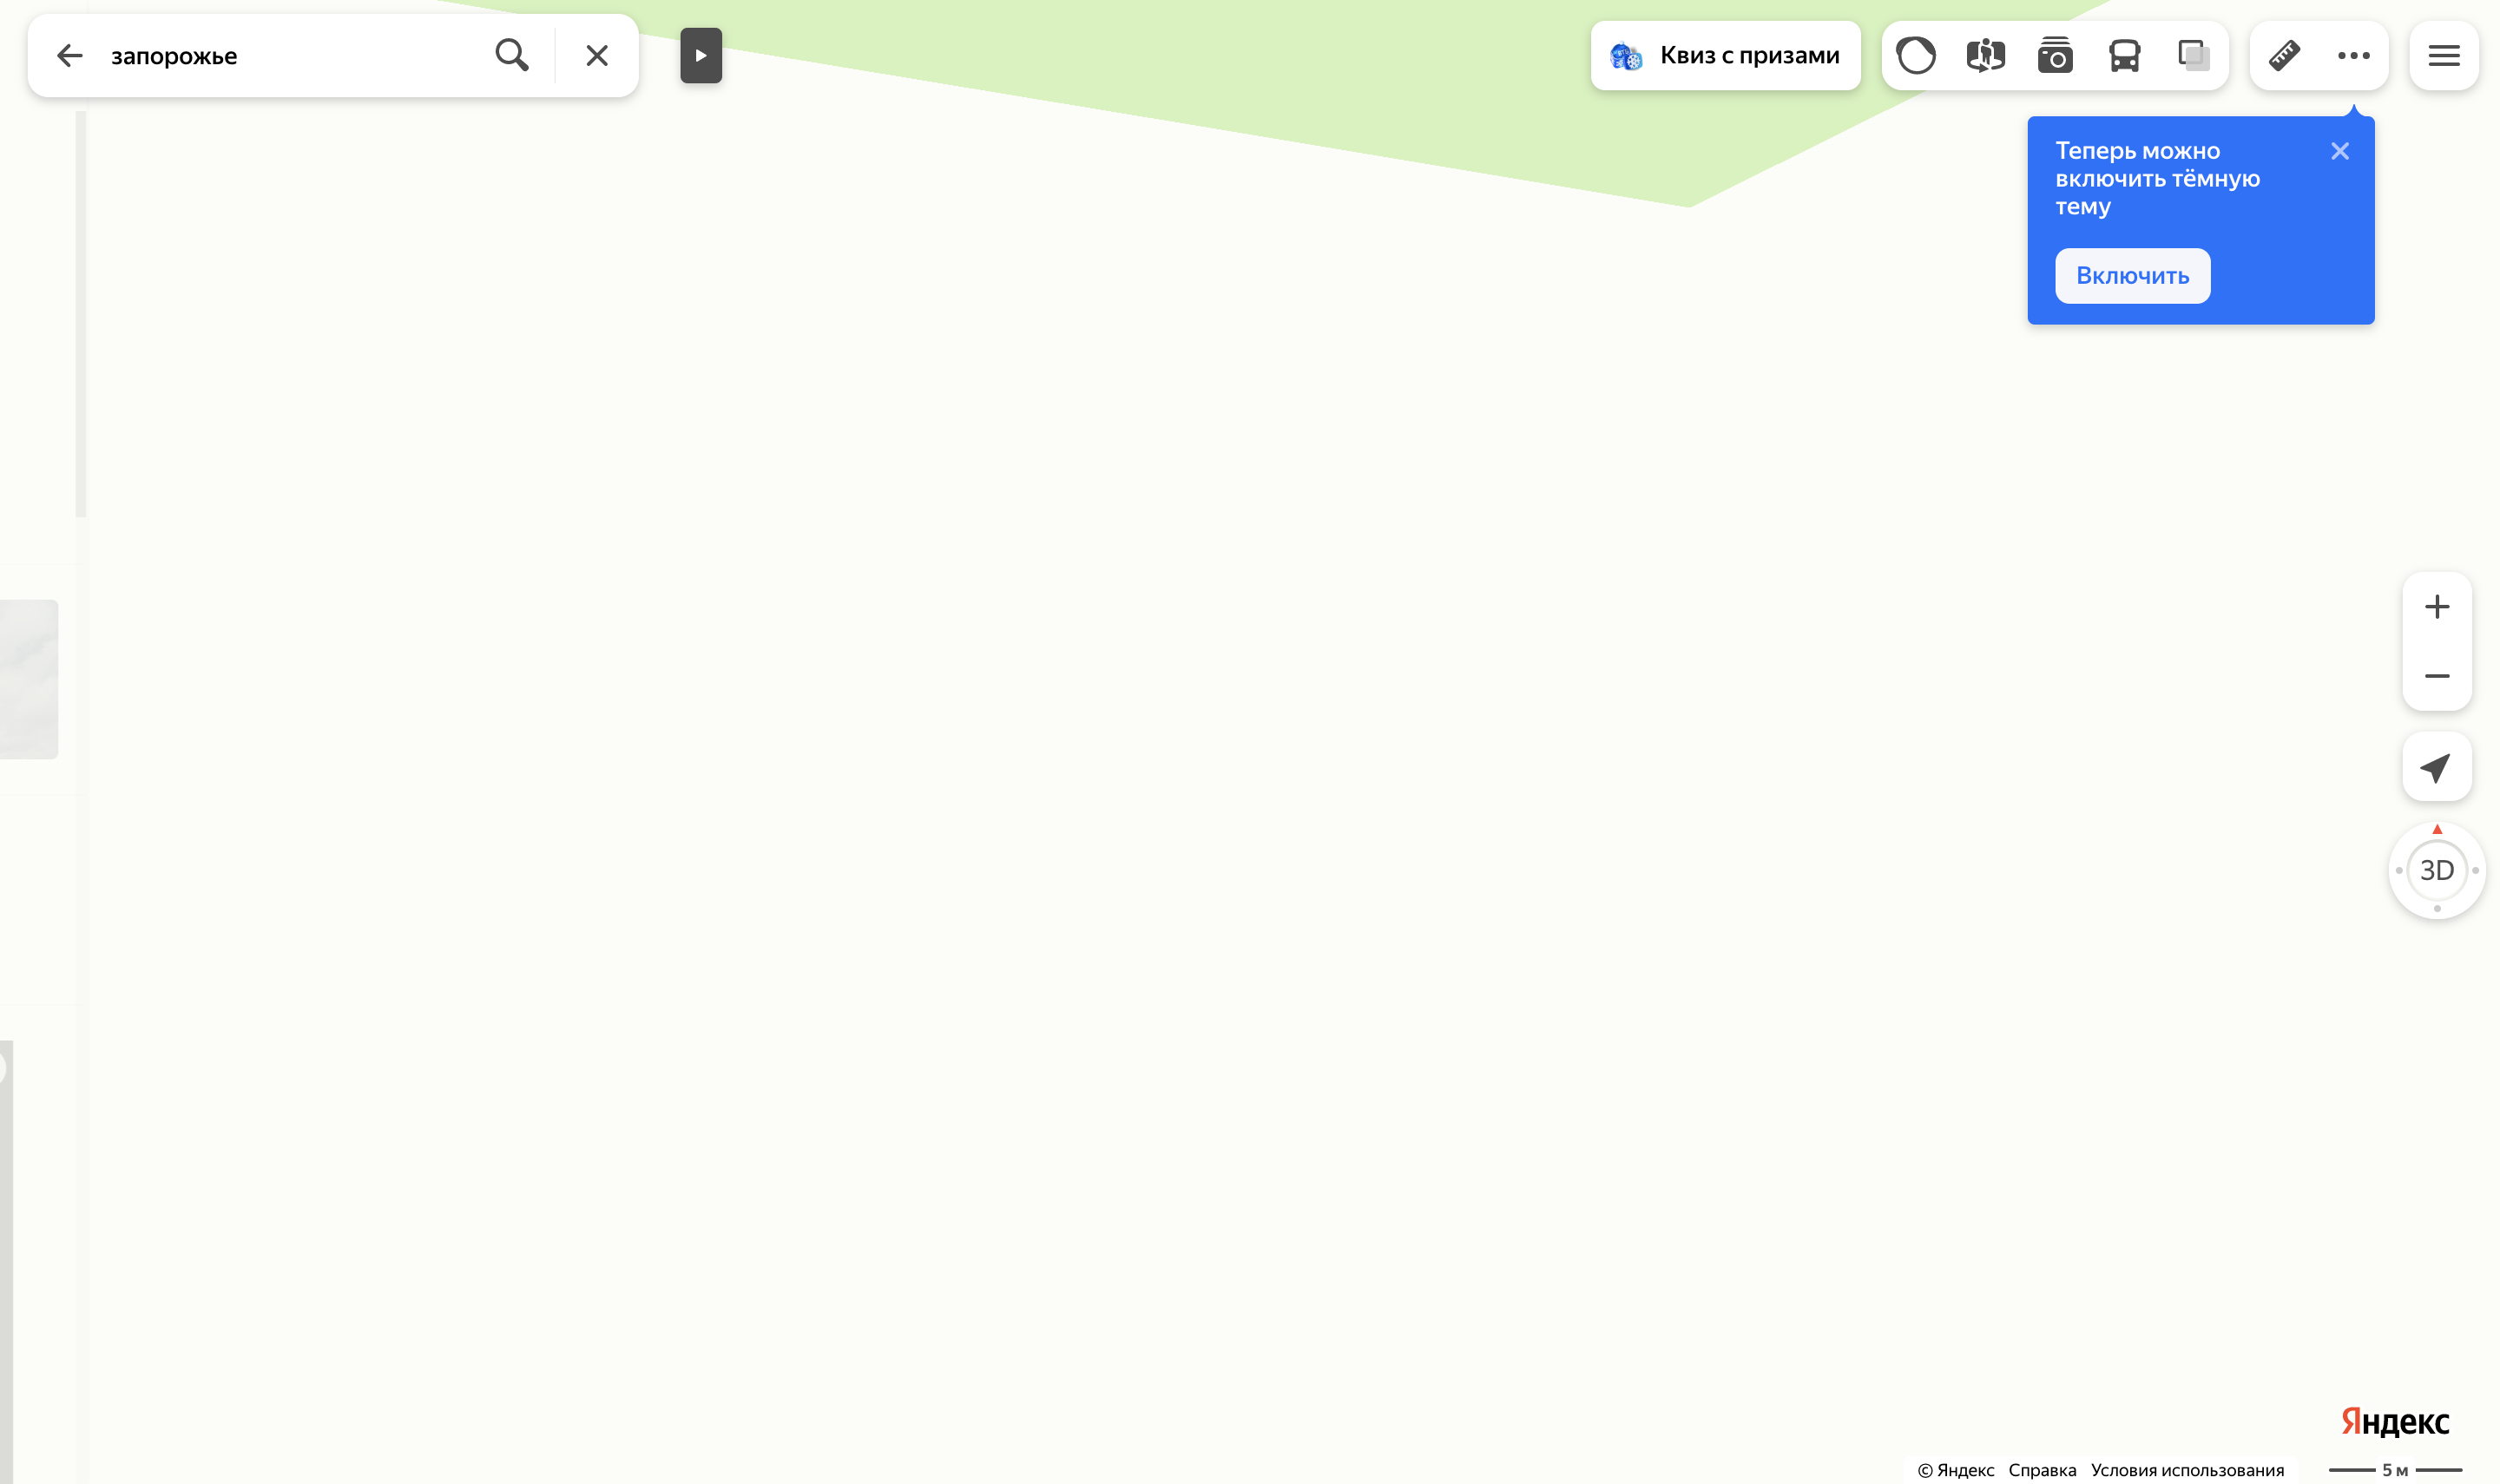 запорожье
Квиз с призами
Теперь можно
включить тёмную
тему
Включить
3D
Яндекс
© Яндекс Справка Условия использования 5 м